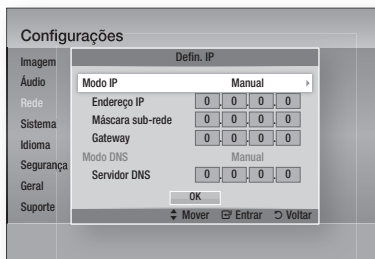 Configurações
Imagem
Áudio
Rede
Sistema
Idioma
Segurança
Geral
Suporte
Defin. IP
Modo IP Manual
Endereço IP 0 . 0 . 0 . 0
Máscara sub-rede 0 . 0 . 0 . 0
Gateway 0 . 0 . 0 . 0
Modo DNS Manual
Servidor DNS 0 . 0 . 0 . 0
OK
Mover Entrar Voltar